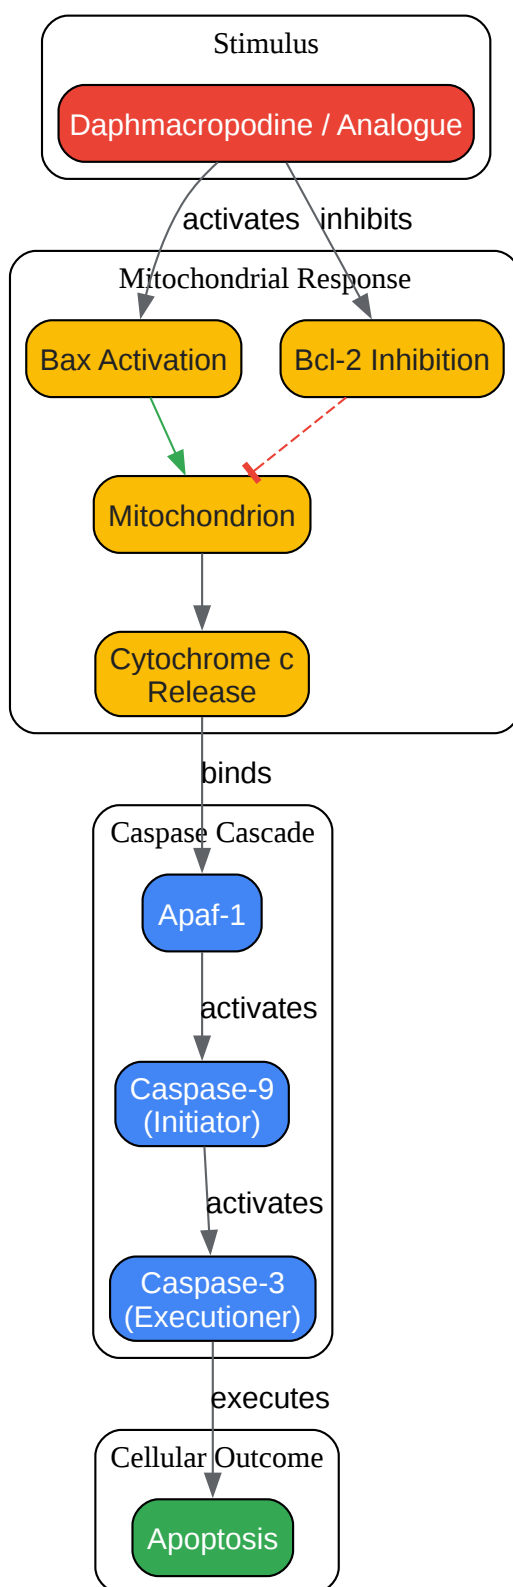 Stimulus
Daphmacropodine / Analogue
activates
inhibits
Mitochondrial Response
Bax Activation
Bcl-2 Inhibition
Mitochondrion
Cytochrome c
Release
binds
Caspase Cascade
Apaf-1
activates
Caspase-9
(Initiator)
activates
Caspase-3
(Executioner)
executes
Cellular Outcome
Apoptosis